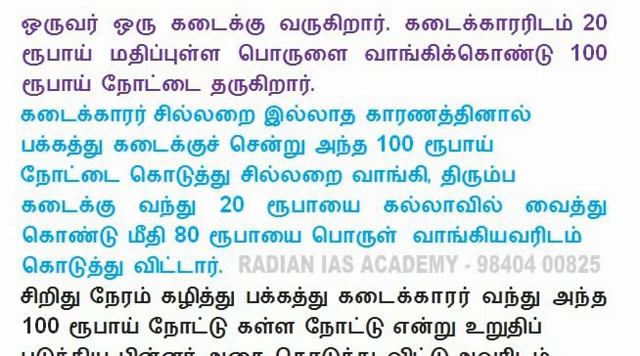 ஒருவர் ஒரு கடைக்கு வருகிறார். கடைக்காரரிடம் 20
ரூபாய் மதிப்புள்ள பொருளை வாங்கிக்கொண்டு 100
ரூபாய் நோட்டை தருகிறார்.
கடைக்காரர் சில்லறை இல்லாத காரணத்தினால்
பக்கத்து கடைக்குச் சென்று அந்த 100 ரூபாய்
நோட்டை கொடுத்து சில்லறை வாங்கி, திரும்ப
கடைக்கு வந்து 20 ரூபாயை கல்லாவில் வைத்து
கொண்டு மீதி 80 ரூபாயை பொருள் வாங்கியவரிடம்
கொடுத்து விட்டார். RADIAN IAS ACADEMY - 98404 00825
சிறிது நேரம் கழித்து பக்கத்து கடைக்காரர் வந்து அந்த
100 ரூபாய் நோட்டு கள்ள நோட்டு என்று உறுதிப்